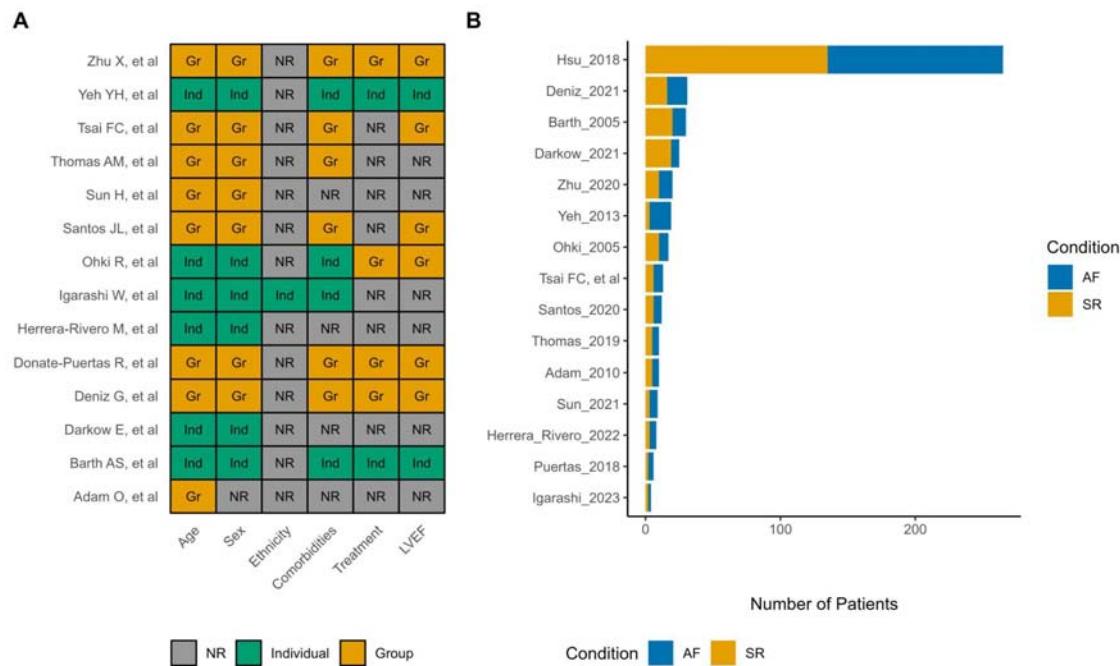 A
Zhu X, et al Gr Gr NR Gr Gr Gr
Yeh YH, et al Ind Ind NR Ind Ind Ind
Tsai FC, et al Gr Gr NR Gr NR Gr
Thomas AM, et al Gr Gr NR Gr NR NR
Sun H, et al Gr Gr NR NR NR NR
Santos JL, et al Gr Gr NR Gr NR Gr
Ohki R, et al Ind Ind NR Ind Gr Gr
Igarashi W, et al Ind Ind Ind Ind NR NR
Herrera-Rivero M, et al Ind Ind NR NR NR NR
Donate-Puertas R, et al Gr Gr NR Gr Gr Gr
Deniz G, et al Gr Gr NR Gr Gr Gr
Darkow E, et al Ind Ind NR NR NR NR
Barth AS, et al Ind Ind NR Ind Ind Ind
Adam O, et al Gr NR NR NR NR NR
Age Sex Ethnicity Comorbidities Treatment LVEF
NR Individual Group
B
Hsu_2018
Deniz_2021
Barth_2005
Darkow_2021
Zhu_2020
Yeh_2013
Ohki_2005
Tsai FC, et al
Santos_2020
Thomas_2019
Adam_2010
Sun_2021
Herrera_Rivero_2022
Puertas_2018
Igarashi_2023
0 100 200
Number of Patients
Condition
AF
SR
Condition AF SR